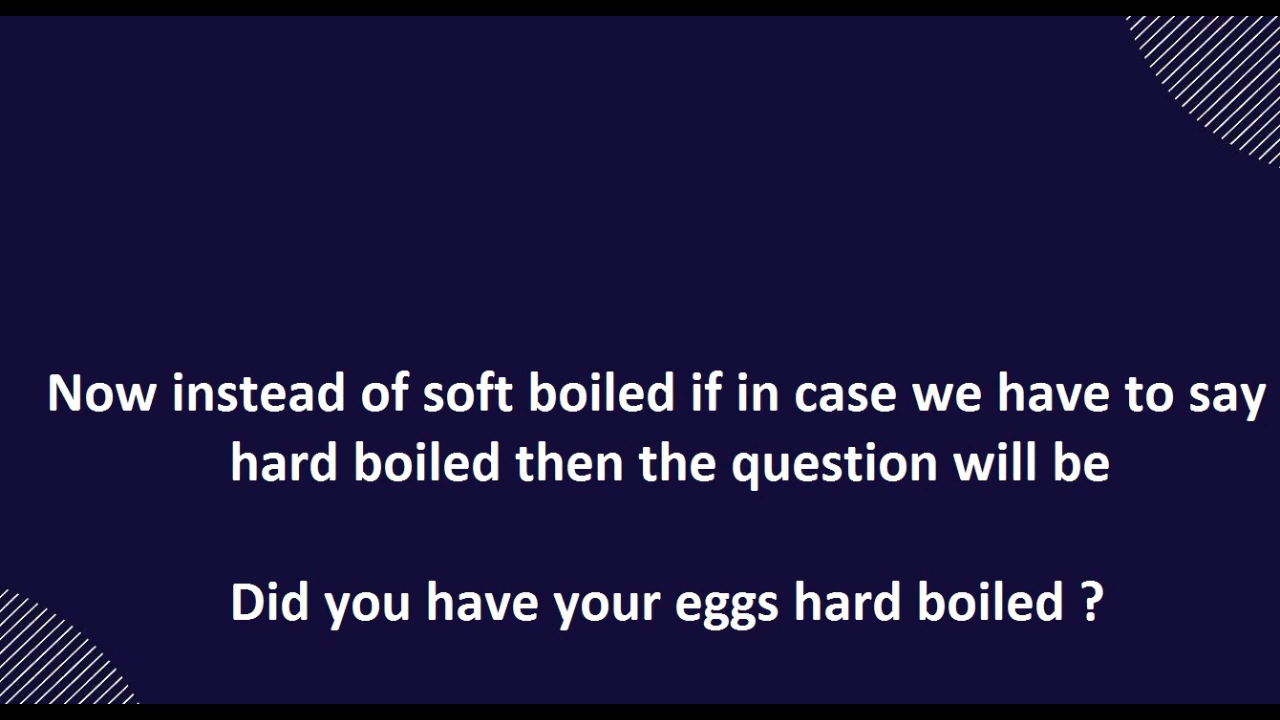 Now instead of soft boiled if in case we have to say
hard boiled then the question will be
Did you have your eggs hard boiled ?